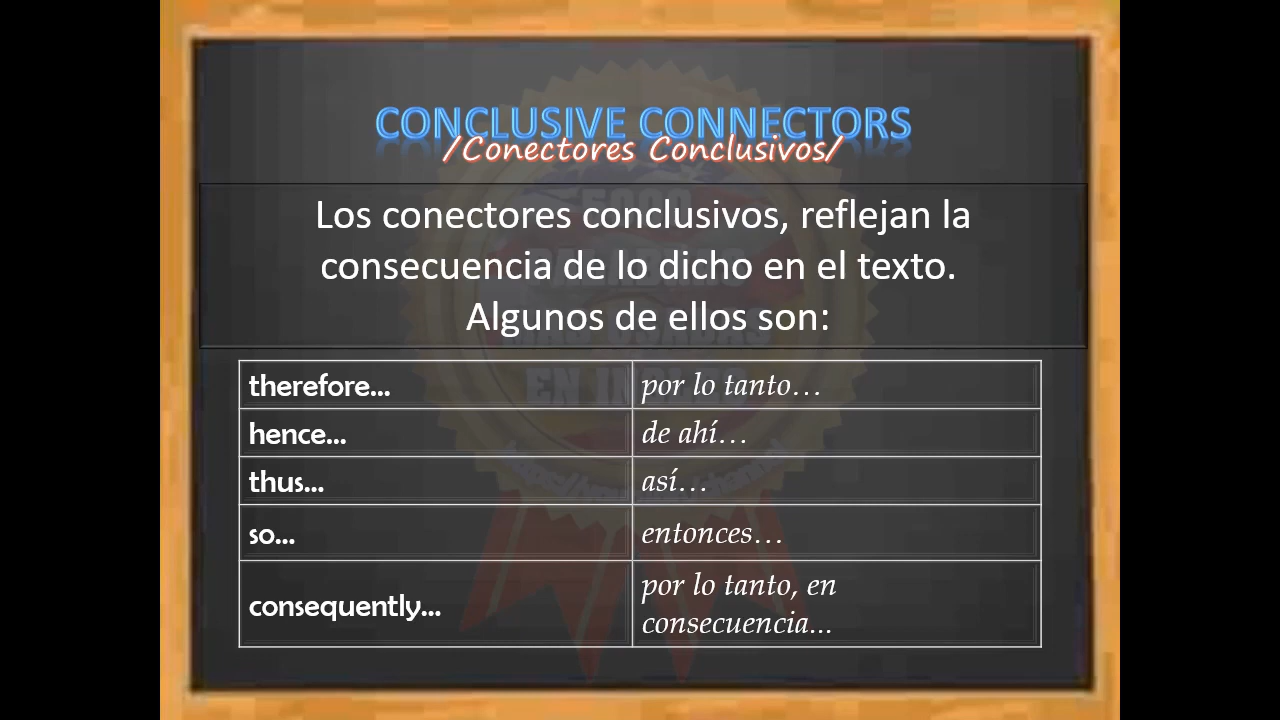 CONCLUSIVE CONNECTORS
/Conectores Conclusivos/
Los conectores conclusivos, reflejan la
consecuencia de lo dicho en el texto.
Algunos de ellos son:
therefore... por lo tanto…
hence... de ahí…
thus... así…
so... entonces…
consequently... por lo tanto, en
consecuencia...